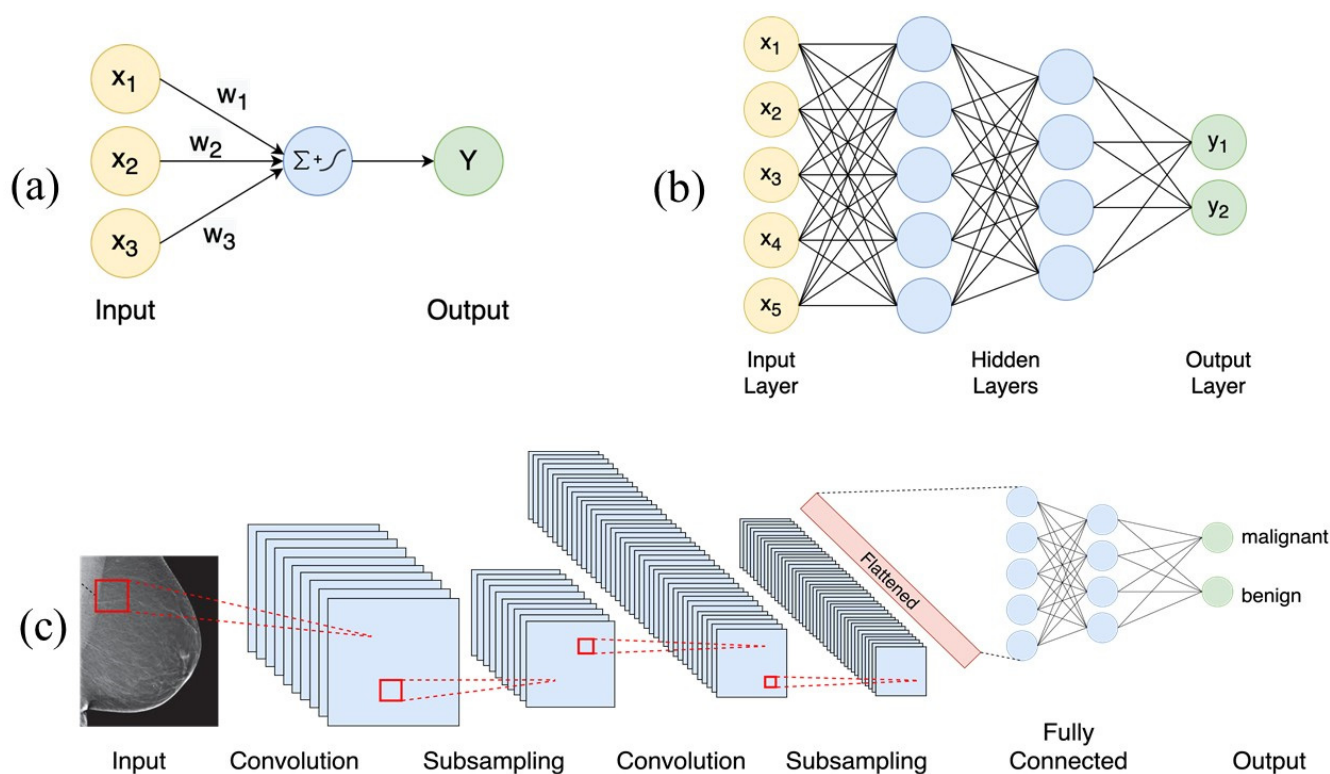 (a)
x1
x2
x3
w1
w2
w3
Σ + ∫
Y
Input
Output
(b)
x1
x2
x3
x4
x5
y1
y2
Input
Layer
Hidden
Layers
Output
Layer
(c)
Flattened
malignant
benign
Input
Convolution
Subsampling
Convolution
Subsampling
Fully
Connected
Output